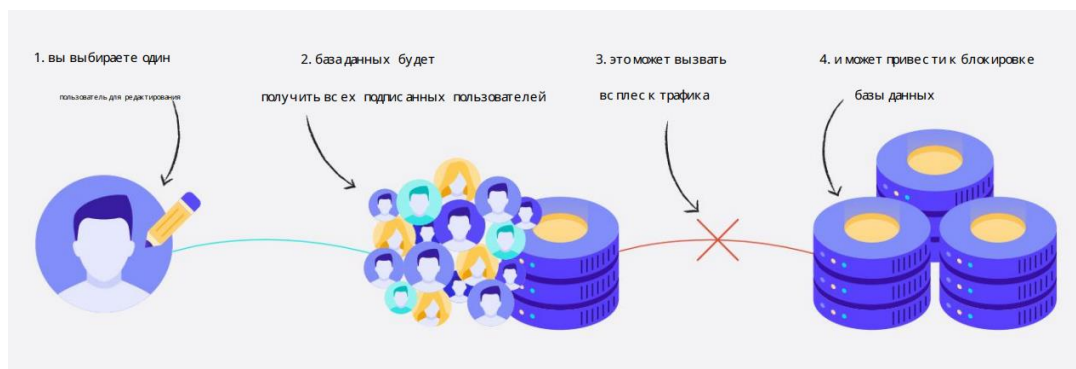 1. вы выбираете один
пользователь для редактирования
2. база данных будет
получить всех подписанных пользователей
3. это может вызвать
всплеск трафика
4. и может привести к блокировке
базы данных